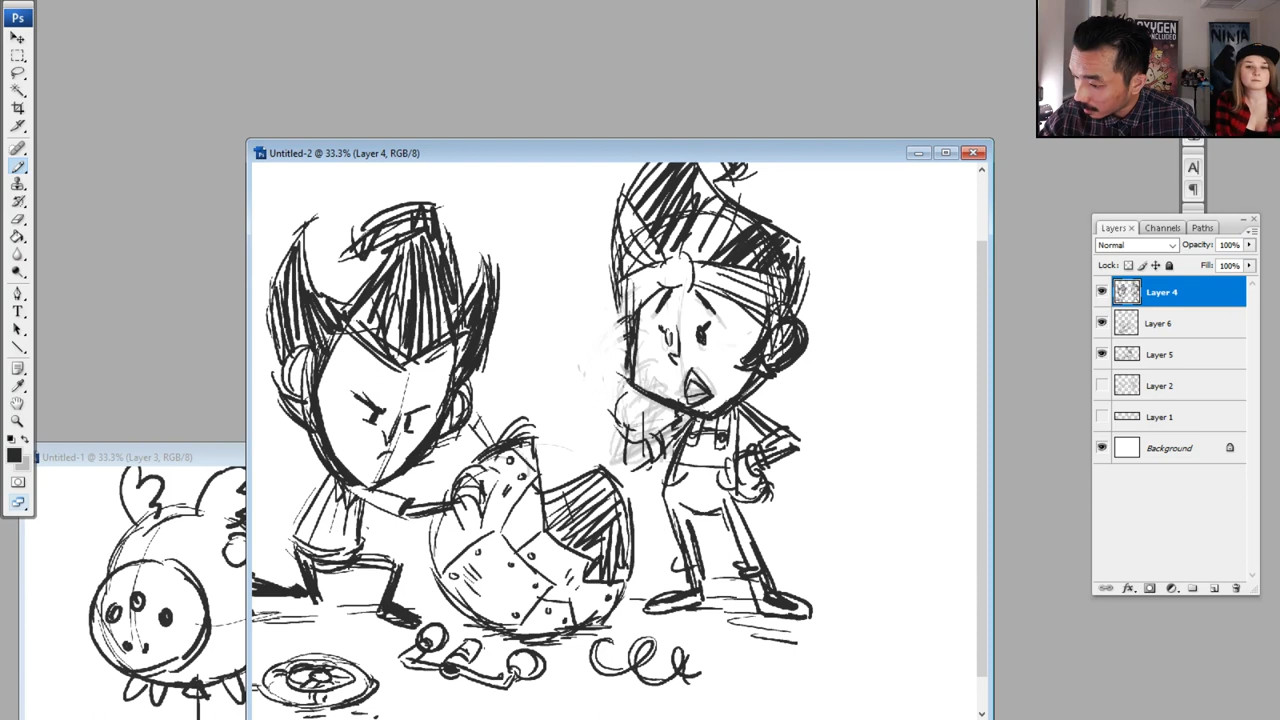 Ps
OXYGEN
INCLUDED
NINJA
Untitled-2 @ 33.3% (Layer 4, RGB/8)
A
Layers Channels Paths
Normal Opacity: 100%
Lock: Fill: 100%
Layer 4
Layer 6
Layer 5
Layer 2
Layer 1
Background
T
fx
Untitled-1 @ 33.3% (Layer 3, RGB/8)